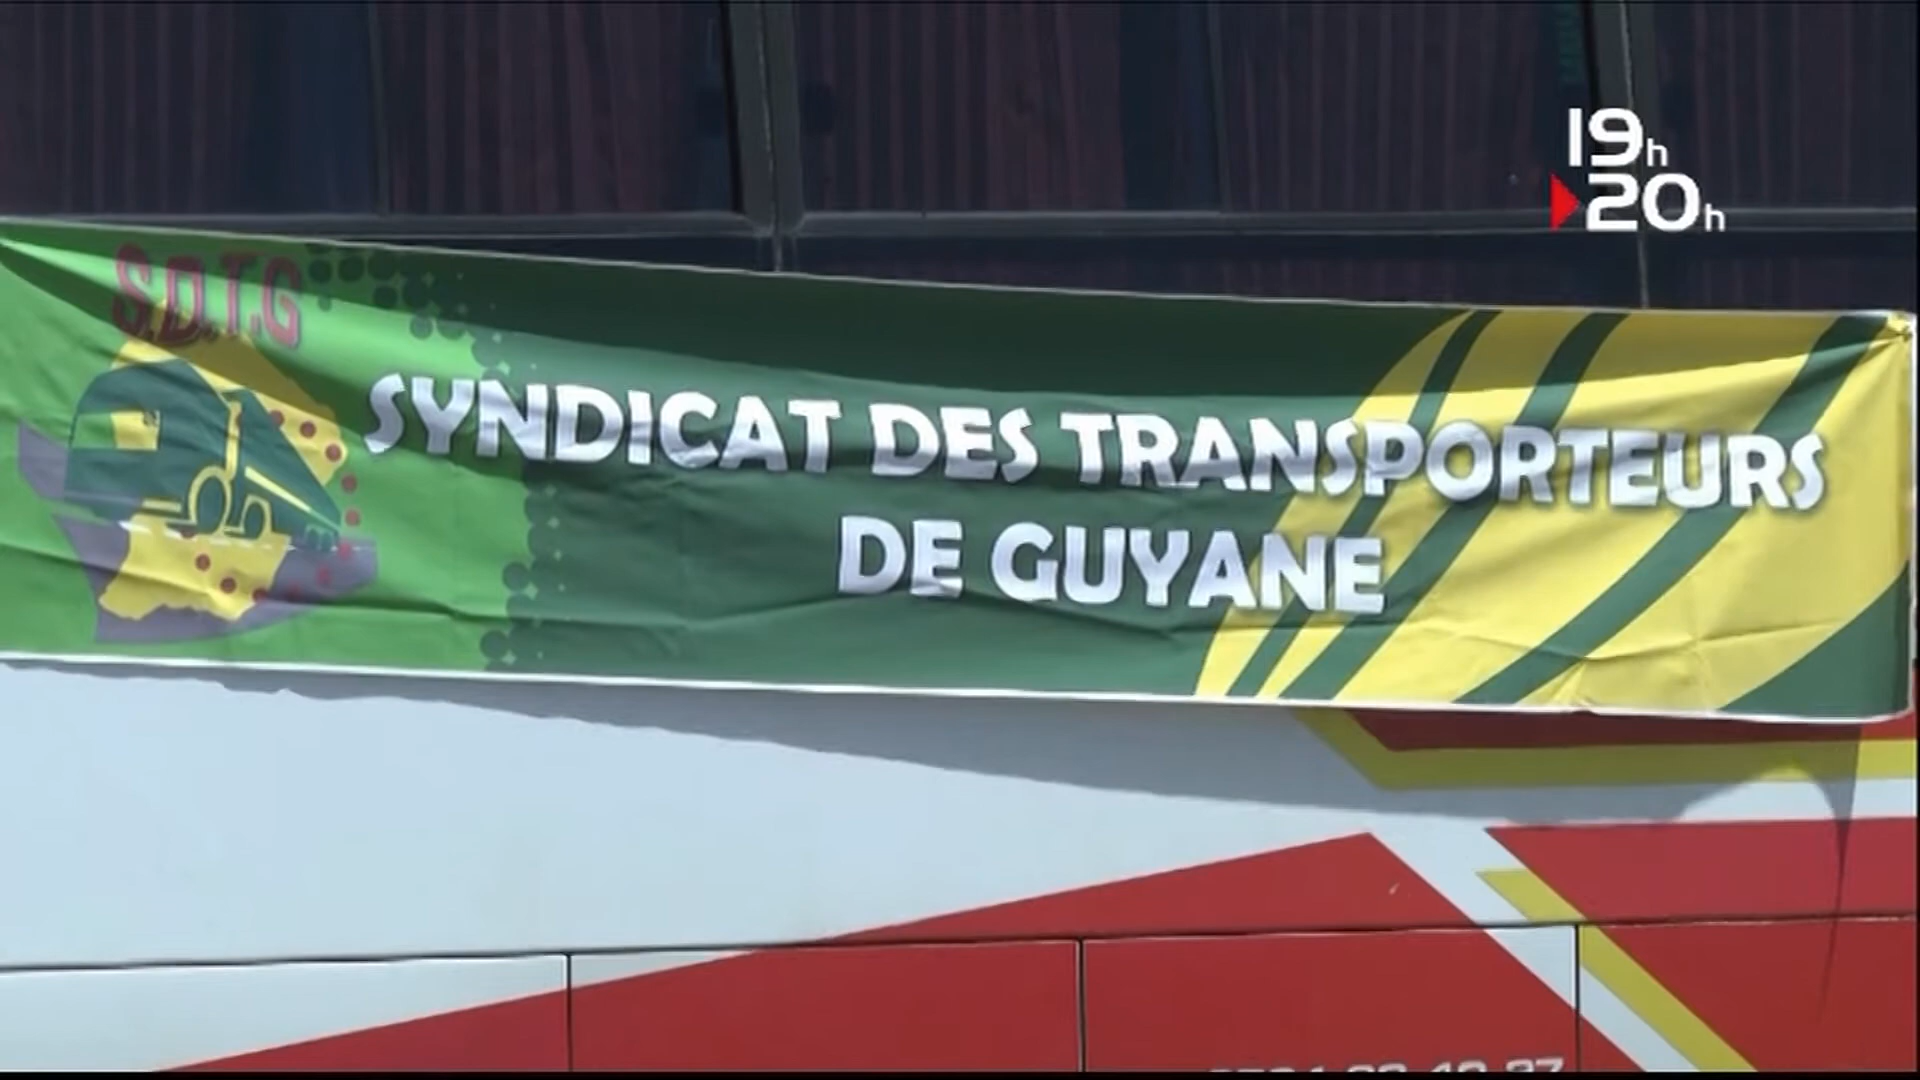 19h
20h
S.D.T.G
SYNDICAT DES TRANSPORTEURS
DE GUYANE